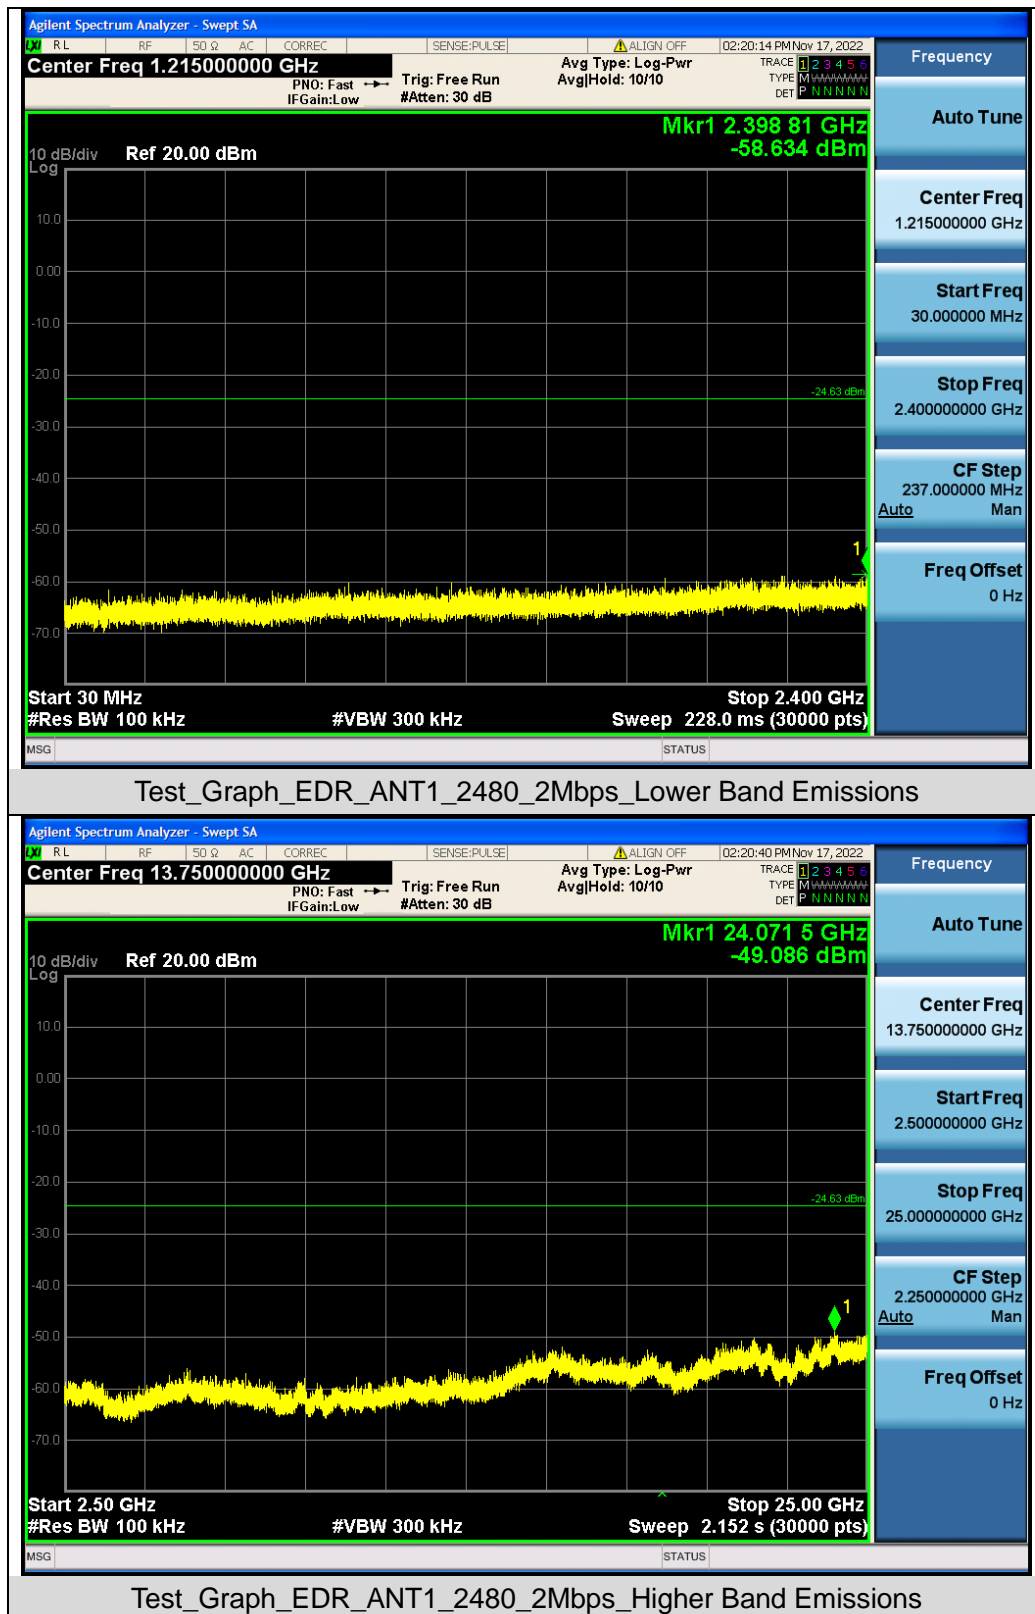 Agilent Spectrum Analyzer - Swept SA
LXI RL RF 50 Ω AC CORREC SENSE:PULSE ALIGN OFF 02:20:14 PM Nov 17, 2022
Center Freq 1.215000000 GHz
PNO: Fast
IFGain:Low
Trig: Free Run
#Atten: 30 dB
Avg Type: Log-Pwr
Avg|Hold: 10/10
TRACE 1 2 3 4 5 6
TYPE M WWWWW
DET P N N N N N
Mkr1 2.398 81 GHz
-58.634 dBm
10 dB/div Ref 20.00 dBm
Log
10.0
0.00
-10.0
-20.0
-24.63 dBm
-30.0
-40.0
-50.0
1
-60.0
-70.0
Start 30 MHz Stop 2.400 GHz
#Res BW 100 kHz #VBW 300 kHz Sweep 228.0 ms (30000 pts)
MSG STATUS
Frequency
Auto Tune
Center Freq
1.215000000 GHz
Start Freq
30.000000 MHz
Stop Freq
2.400000000 GHz
CF Step
237.000000 MHz
Auto Man
Freq Offset
0 Hz
Test_Graph_EDR_ANT1_2480_2Mbps_Lower Band Emissions
Agilent Spectrum Analyzer - Swept SA
LXI RL RF 50 Ω AC CORREC SENSE:PULSE ALIGN OFF 02:20:40 PM Nov 17, 2022
Center Freq 13.750000000 GHz
PNO: Fast
IFGain:Low
Trig: Free Run
#Atten: 30 dB
Avg Type: Log-Pwr
Avg|Hold: 10/10
TRACE 1 2 3 4 5 6
TYPE M WWWWW
DET P N N N N N
Mkr1 24.071 5 GHz
-49.086 dBm
10 dB/div Ref 20.00 dBm
Log
10.0
0.00
-10.0
-20.0
-24.63 dBm
-30.0
-40.0
1
-50.0
-60.0
-70.0
Start 2.50 GHz Stop 25.00 GHz
#Res BW 100 kHz #VBW 300 kHz Sweep 2.152 s (30000 pts)
MSG STATUS
Frequency
Auto Tune
Center Freq
13.750000000 GHz
Start Freq
2.500000000 GHz
Stop Freq
25.000000000 GHz
CF Step
2.250000000 GHz
Auto Man
Freq Offset
0 Hz
Test_Graph_EDR_ANT1_2480_2Mbps_Higher Band Emissions